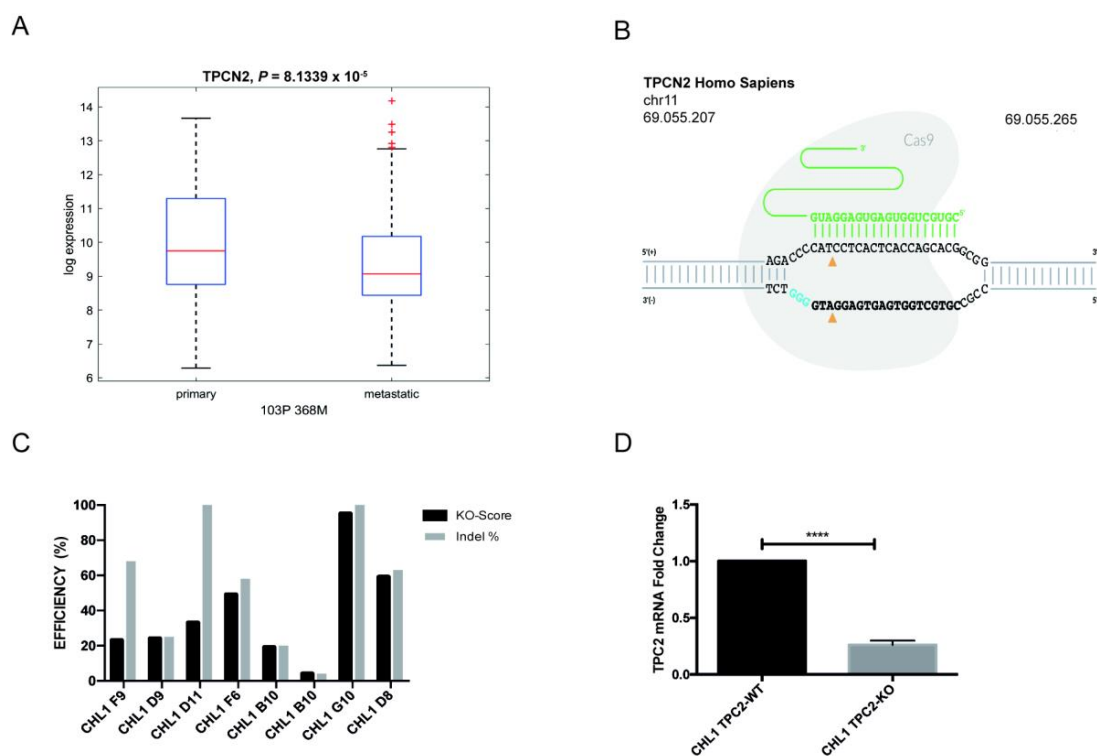 A
TPCN2, P = 8.1339 x 10-5
log expression
14
13
12
11
10
9
8
7
6
primary
metastatic
103P 368M
B
TPCN2 Homo Sapiens
chr11
69.055.207
69.055.265
Cas9
3'
GUAGGAGUGAGUGGUCGUGC5'
5'(+)
AGACCCCATCCTCACTCACCAGCACGGCGG
3'
3'(-)
TCTGGGGTAGGAGTGAGTGGTCGTGCCGCC
5'
C
EFFICIENCY (%)
100
80
60
40
20
0
KO-Score
Indel %
CHL1 F9
CHL1 D9
CHL1 D11
CHL1 F6
CHL1 B10
CHL1 B10
CHL1 G10
CHL1 D8
D
TPC2 mRNA Fold Change
1.5
1.0
0.5
0.0
****
CHL1 TPC2-WT
CHL1 TPC2-KO